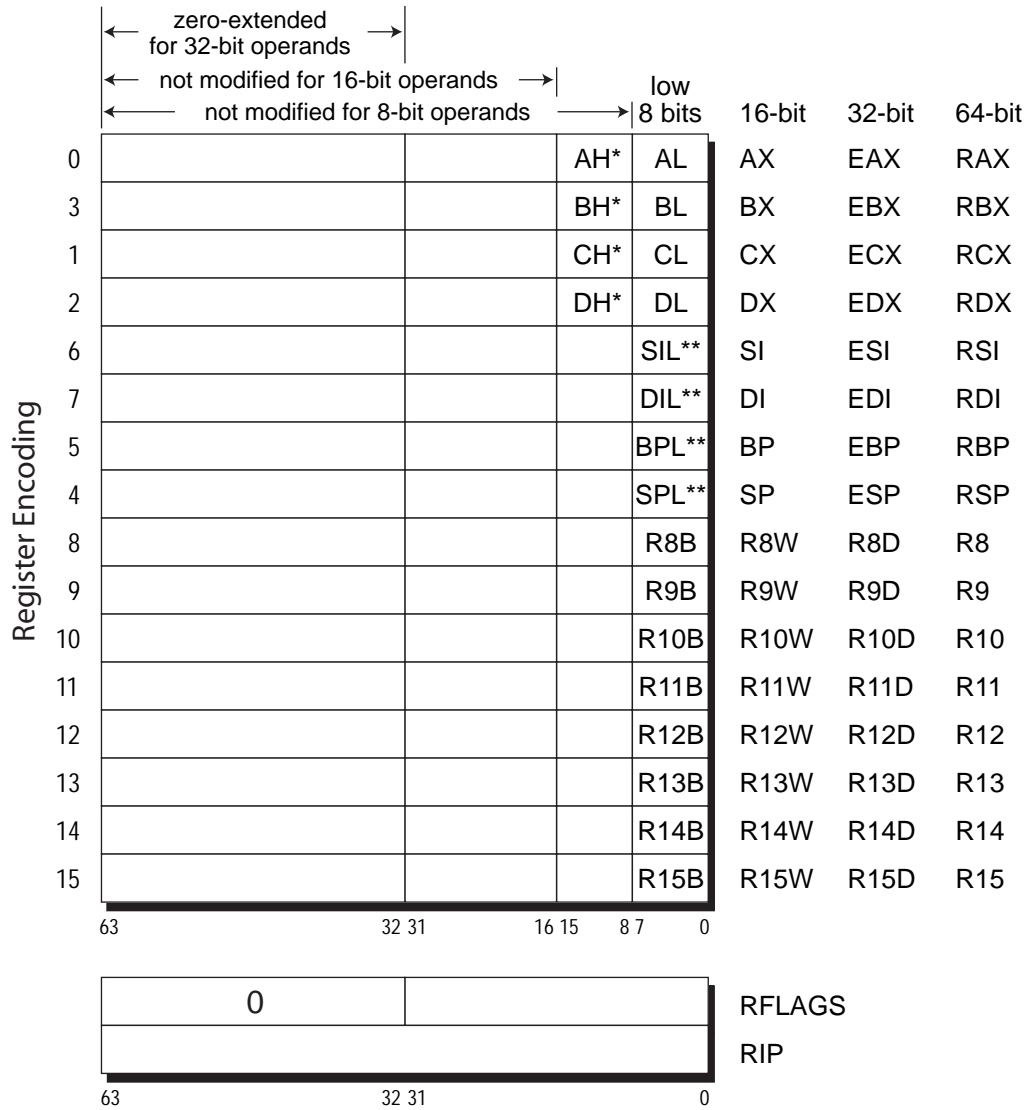 zero-extended
for 32-bit operands
not modified for 16-bit operands
not modified for 8-bit operands
low
8 bits 16-bit 32-bit 64-bit
Register Encoding
0 AH* AL AX EAX RAX
3 BH* BL BX EBX RBX
1 CH* CL CX ECX RCX
2 DH* DL DX EDX RDX
6 SIL** SI ESI RSI
7 DIL** DI EDI RDI
5 BPL** BP EBP RBP
4 SPL** SP ESP RSP
8 R8B R8W R8D R8
9 R9B R9W R9D R9
10 R10B R10W R10D R10
11 R11B R11W R11D R11
12 R12B R12W R12D R12
13 R13B R13W R13D R13
14 R14B R14W R14D R14
15 R15B R15W R15D R15
63 32 31 16 15 8 7 0
0 RFLAGS
RIP
63 32 31 0